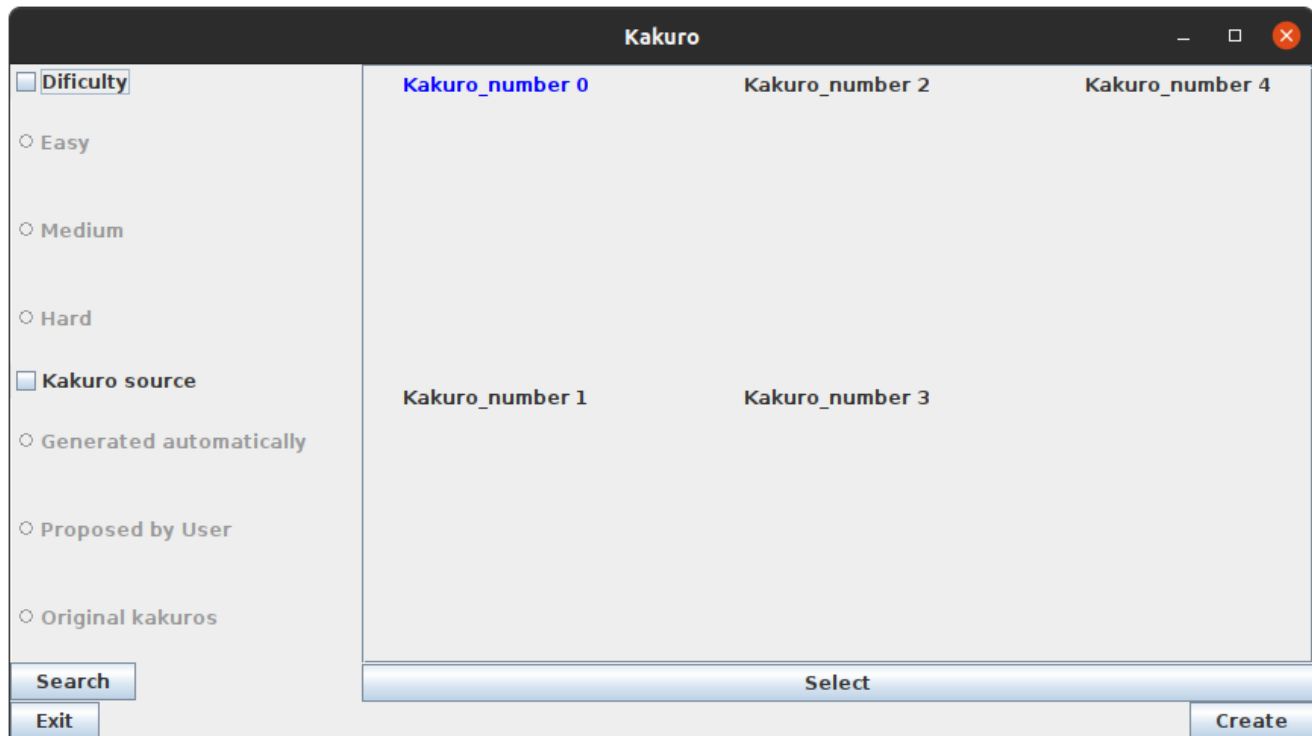 Kakuro
Dificulty
Easy
Medium
Hard
Kakuro source
Generated automatically
Proposed by User
Original kakuros
Search
Exit
Kakuro_number 0 Kakuro_number 2 Kakuro_number 4
Kakuro_number 1 Kakuro_number 3
Select
Create